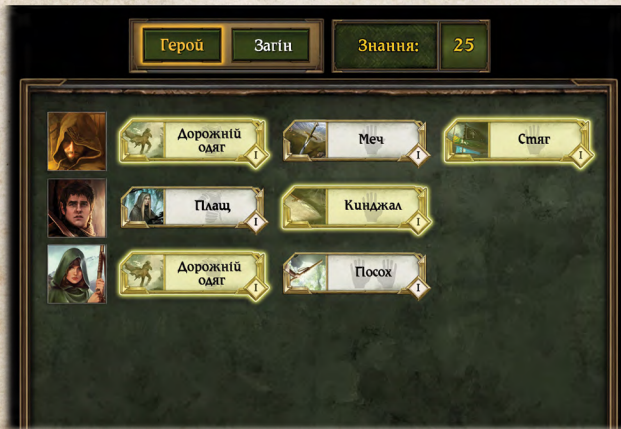 Герой
Загін
Знання: 25
Дорожній
одяг
I
Меч
I
Стяг
I
Плащ
I
Кинджал
I
Дорожній
одяг
I
Посох
I